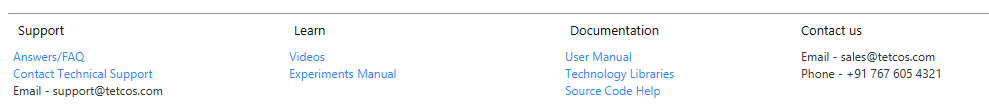 Support
Answers/FAQ
Contact Technical Support
Email - support@tetcos.com
Learn
Videos
Experiments Manual
Documentation
User Manual
Technology Libraries
Source Code Help
Contact us
Email - sales@tetcos.com
Phone - +91 767 605 4321